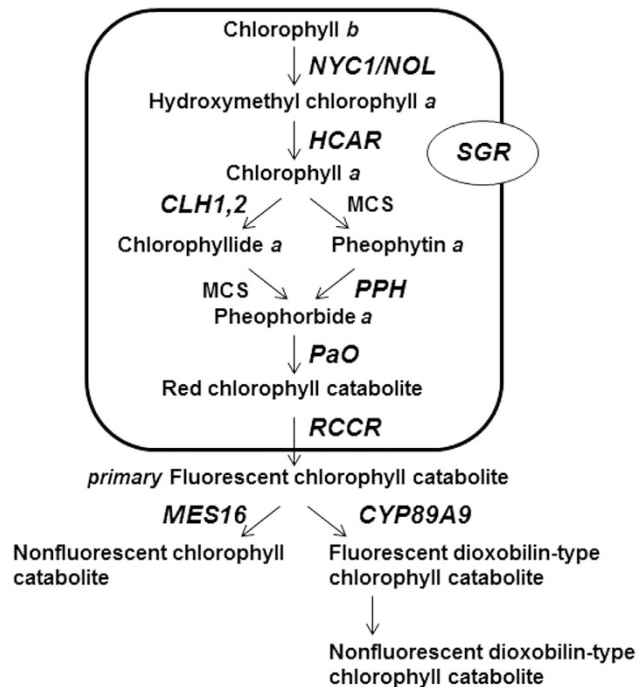 Chlorophyll b
NYC1/NOL
Hydroxymethyl chlorophyll a
HCAR
SGR
Chlorophyll a
CLH1,2
MCS
Chlorophyllide a
Pheophytin a
MCS
PPH
Pheophorbide a
PaO
Red chlorophyll catabolite
RCCR
primary Fluorescent chlorophyll catabolite
MES16
CYP89A9
Nonfluorescent chlorophyll
catabolite
Fluorescent dioxobilin-type
chlorophyll catabolite
Nonfluorescent dioxobilin-type
chlorophyll catabolite